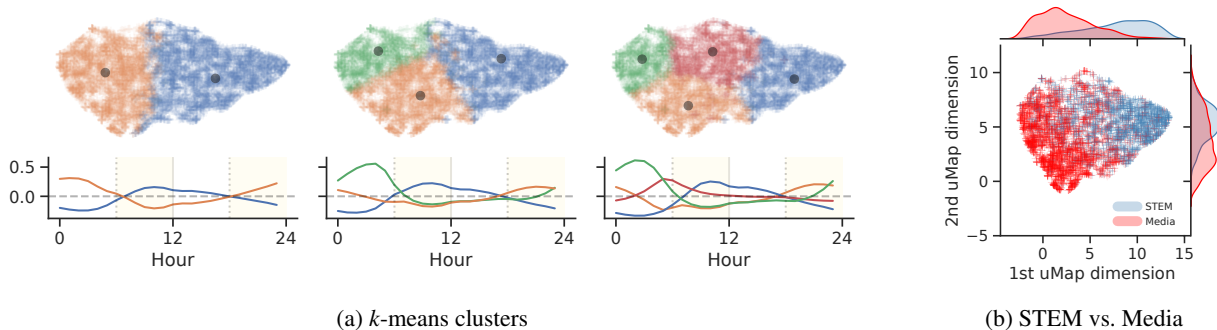 0.5
0.0
0 12 24
Hour
0 12 24
Hour
0 12 24
Hour
(a) k-means clusters
2nd uMap dimension
10
5
0
−5
STEM
Media
0 5 10 15
1st uMap dimension
(b) STEM vs. Media